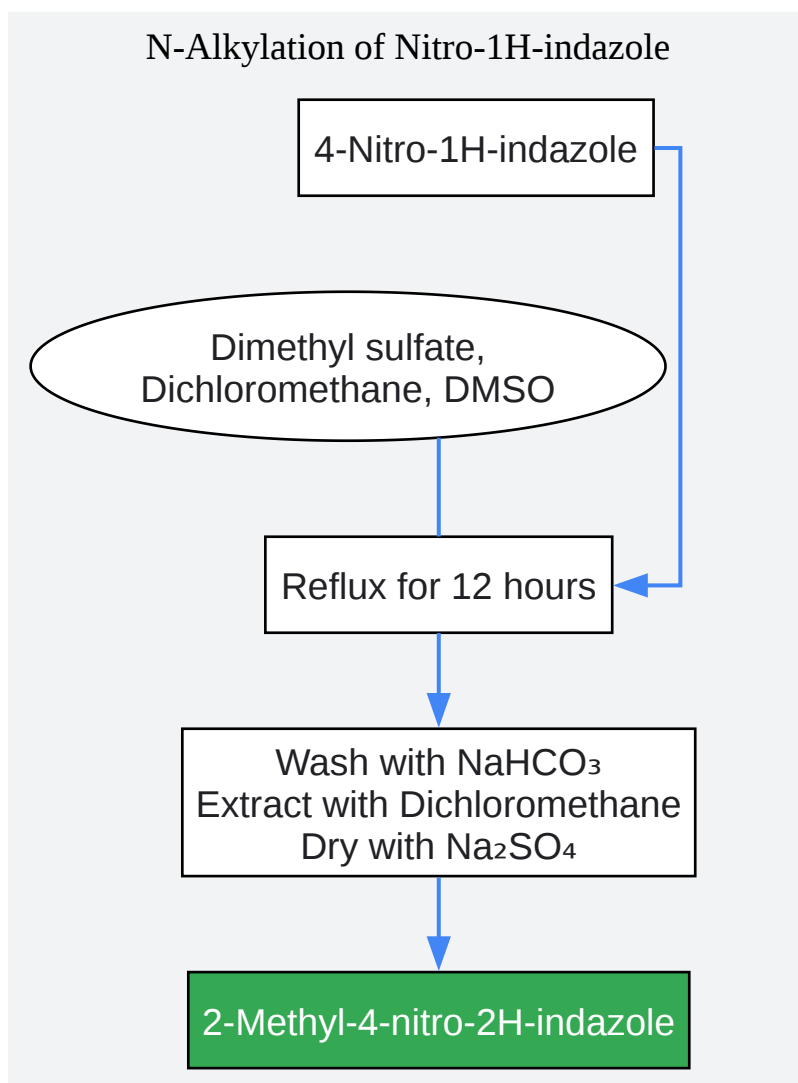 N-Alkylation of Nitro-1H-indazole
4-Nitro-1H-indazole
Dimethyl sulfate,
Dichloromethane, DMSO
Reflux for 12 hours
Wash with NaHCO₃
Extract with Dichloromethane
Dry with Na₂SO₄
2-Methyl-4-nitro-2H-indazole